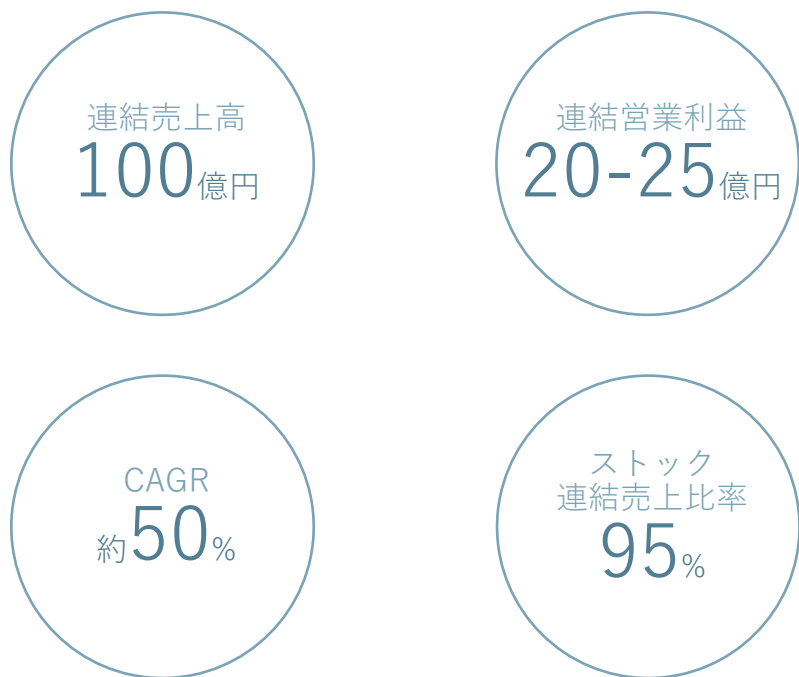 連結売上高
100億円
連結営業利益
20-25億円
CAGR
約50%
ストック
連結売上比率
95%